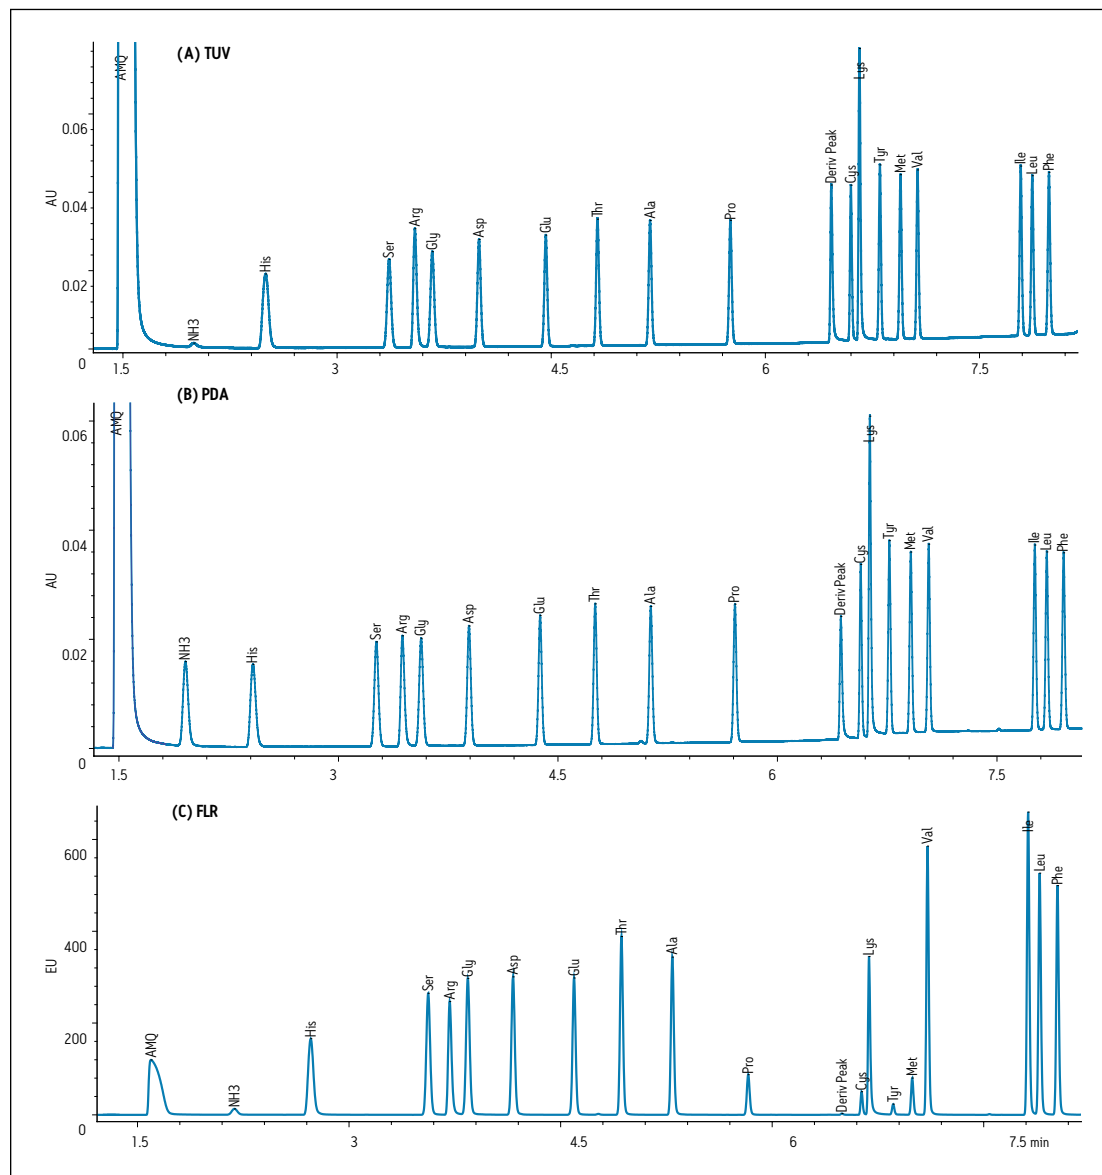 (A) TUV
AMQ
NH3
His
Ser
Arg
Gly
Asp
Glu
Thr
Ala
Pro
Deriv Peak
Cys
Lys
Tyr
Met
Val
Ile
Leu
Phe
AU
0.06
0.04
0.02
0
1.5
3
4.5
6
7.5
(B) PDA
AMQ
NH3
His
Ser
Arg
Gly
Asp
Glu
Thr
Ala
Pro
Deriv Peak
Cys
Lys
Tyr
Met
Val
Ile
Leu
Phe
AU
0.06
0.04
0.02
0
1.5
3
4.5
6
7.5
(C) FLR
AMQ
NH3
His
Ser
Arg
Gly
Asp
Glu
Thr
Ala
Pro
Deriv Peak
Cys
Lys
Tyr
Met
Val
Ile
Leu
Phe
EU
600
400
200
0
1.5
3
4.5
6
7.5 min